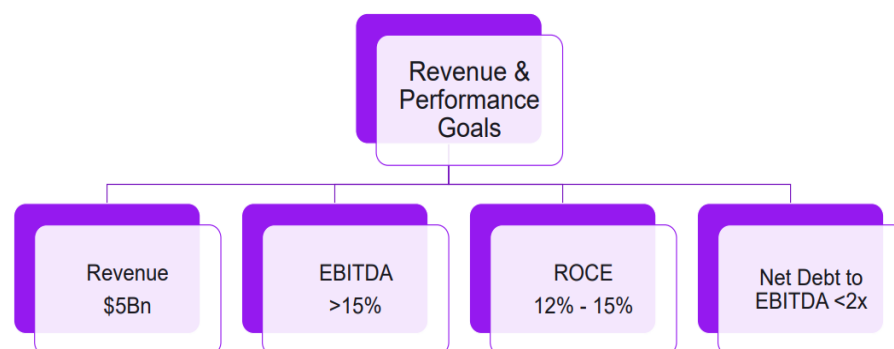 Revenue &
Performance
Goals
Revenue
$5Bn
EBITDA
>15%
ROCE
12% - 15%
Net Debt to
EBITDA <2x